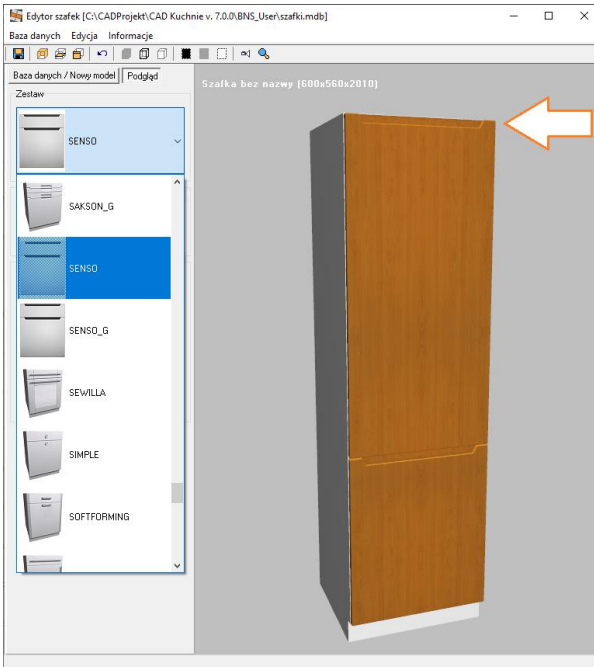 Edytor szafek [C:\CADProjekt\CAD Kuchnie v. 7.0.0\BNS_User\szafki.mdb]
Baza danych Edycja Informacje
Baza danych / Nowy model Podgląd
Zestaw
Szafka bez nazwy (600x560x2010)
SENSO
SAKSON_G
SENSO
SENSO_G
SEWILLA
SIMPLE
SOFTFORMING